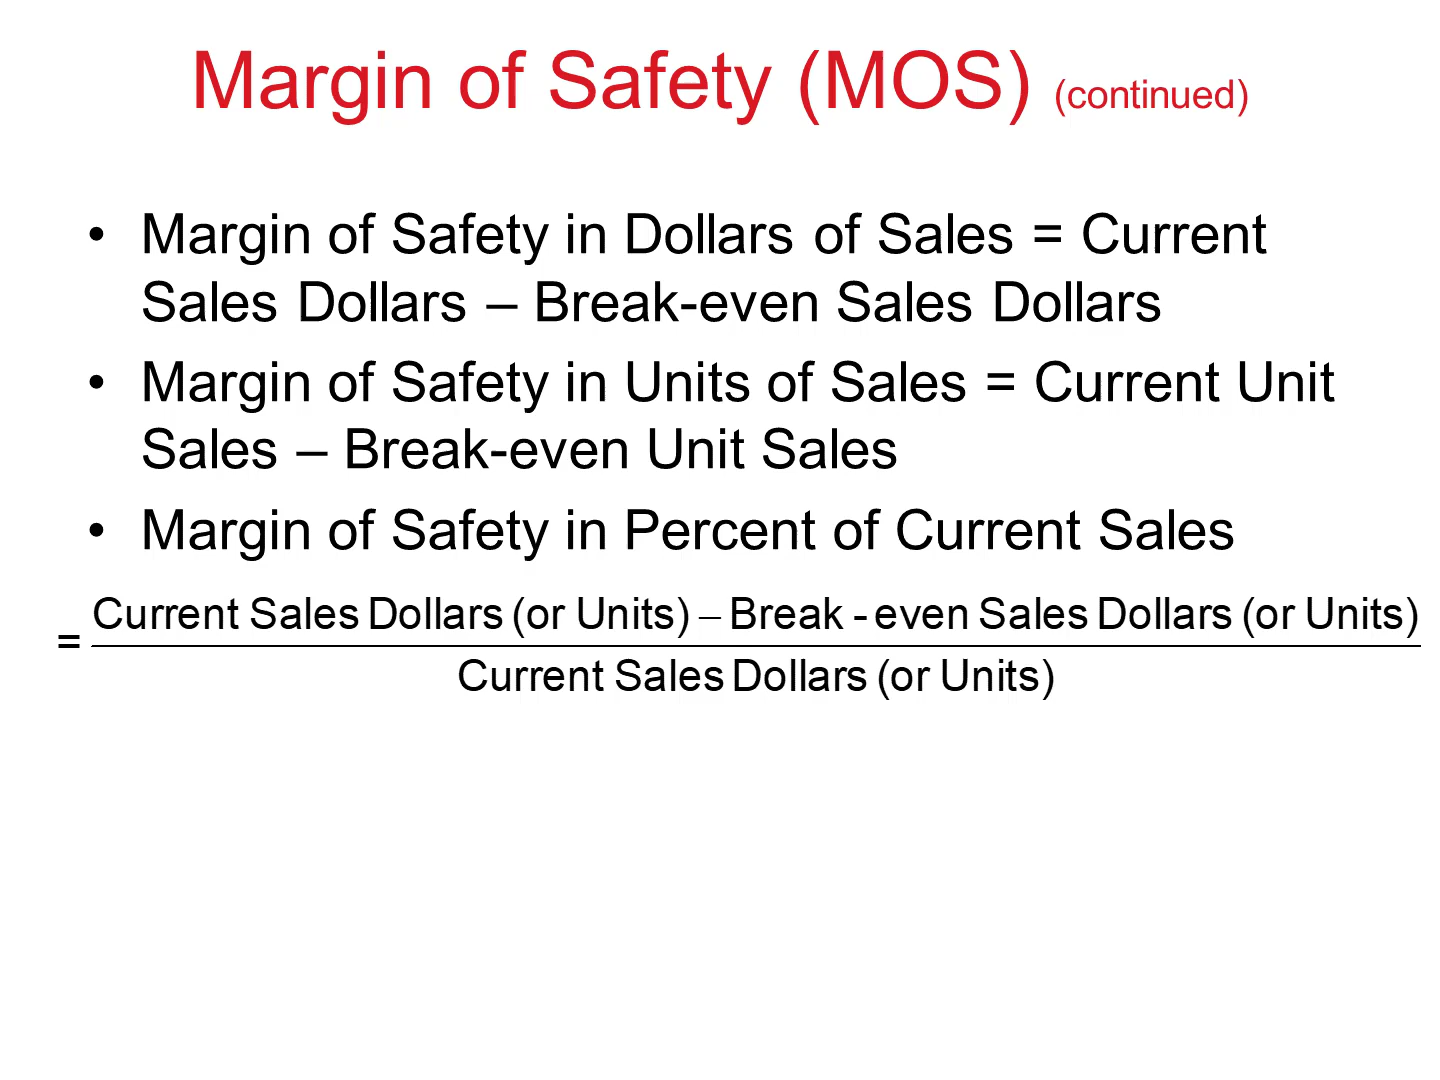 Margin of Safety (MOS) (continued)
• Margin of Safety in Dollars of Sales = Current
Sales Dollars – Break-even Sales Dollars
• Margin of Safety in Units of Sales = Current Unit
Sales – Break-even Unit Sales
• Margin of Safety in Percent of Current Sales
Current Sales Dollars (or Units) – Break - even Sales Dollars (or Units)
=
Current Sales Dollars (or Units)